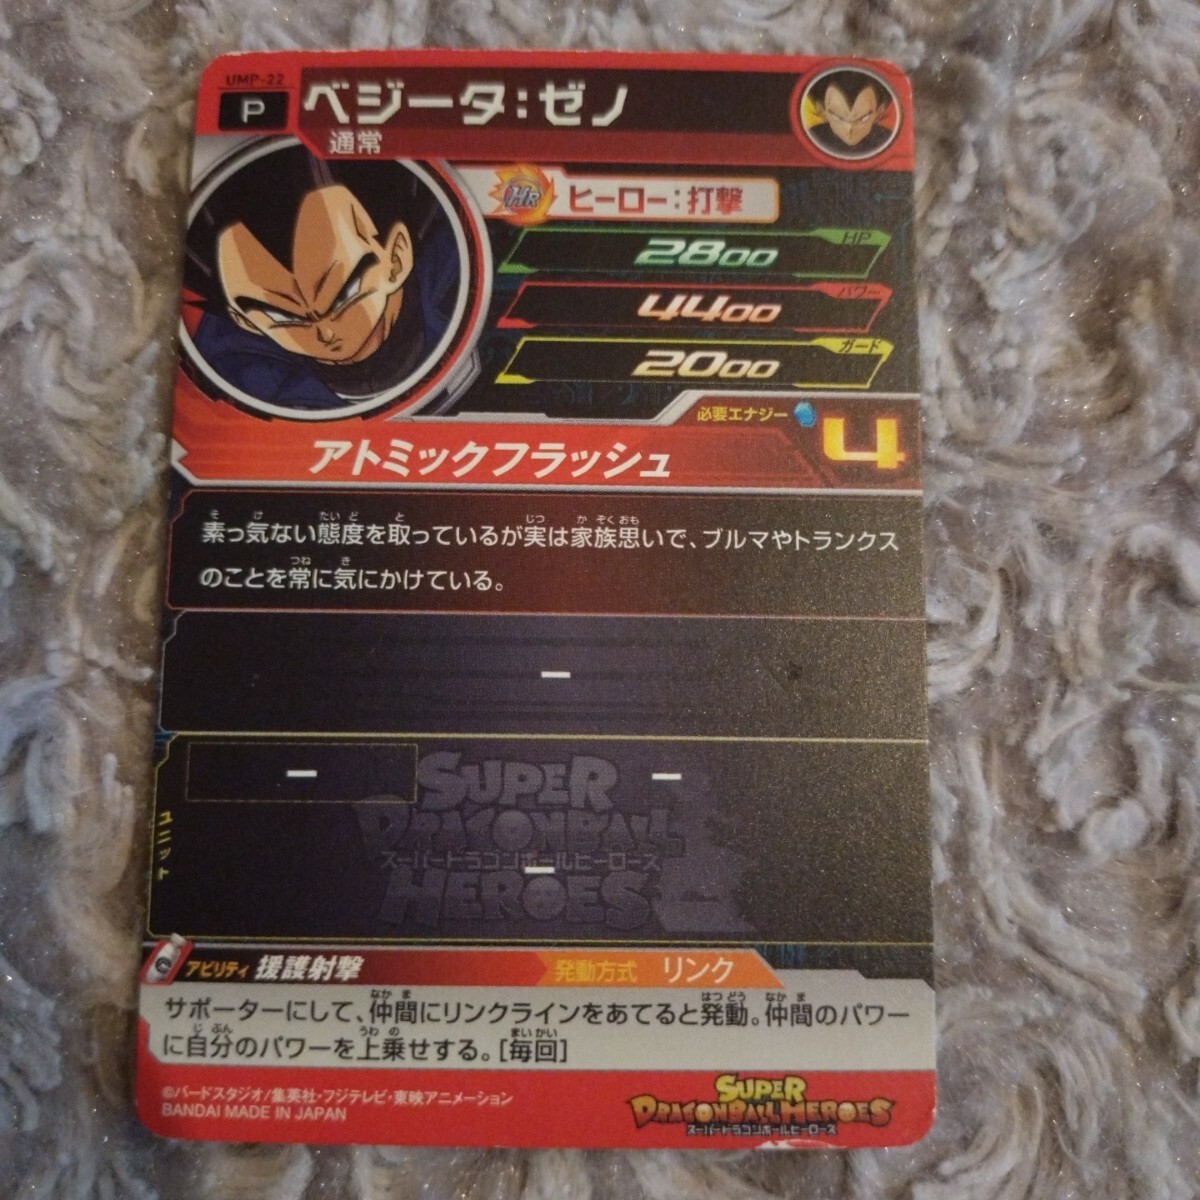 UMP-22
P
ベジータ:ゼノ
通常
HR
ヒーロー:打撃
HP
2800
パワー
4400
ガード
2000
必要エナジー
4
アトミックフラッシュ
素っ気ない態度を取っているが実は家族思いで、ブルマやトランクス
のことを常に気にかけている。
ー
ー
ー
ユニット
SUPER
DRAGONBALL
スーパードラゴンボールヒーローズ
ー
HEROES
アビリティ 援護射撃
発動方式 リンク
サポーターにして、仲間にリンクラインをあてると発動。仲間のパワー
に自分のパワーを上乗せする。[毎回]
©バードスタジオ/集英社・フジテレビ・東映アニメーション
BANDAI MADE IN JAPAN
SUPER
DRAGONBALL HEROES
スーパードラゴンボールヒーローズ